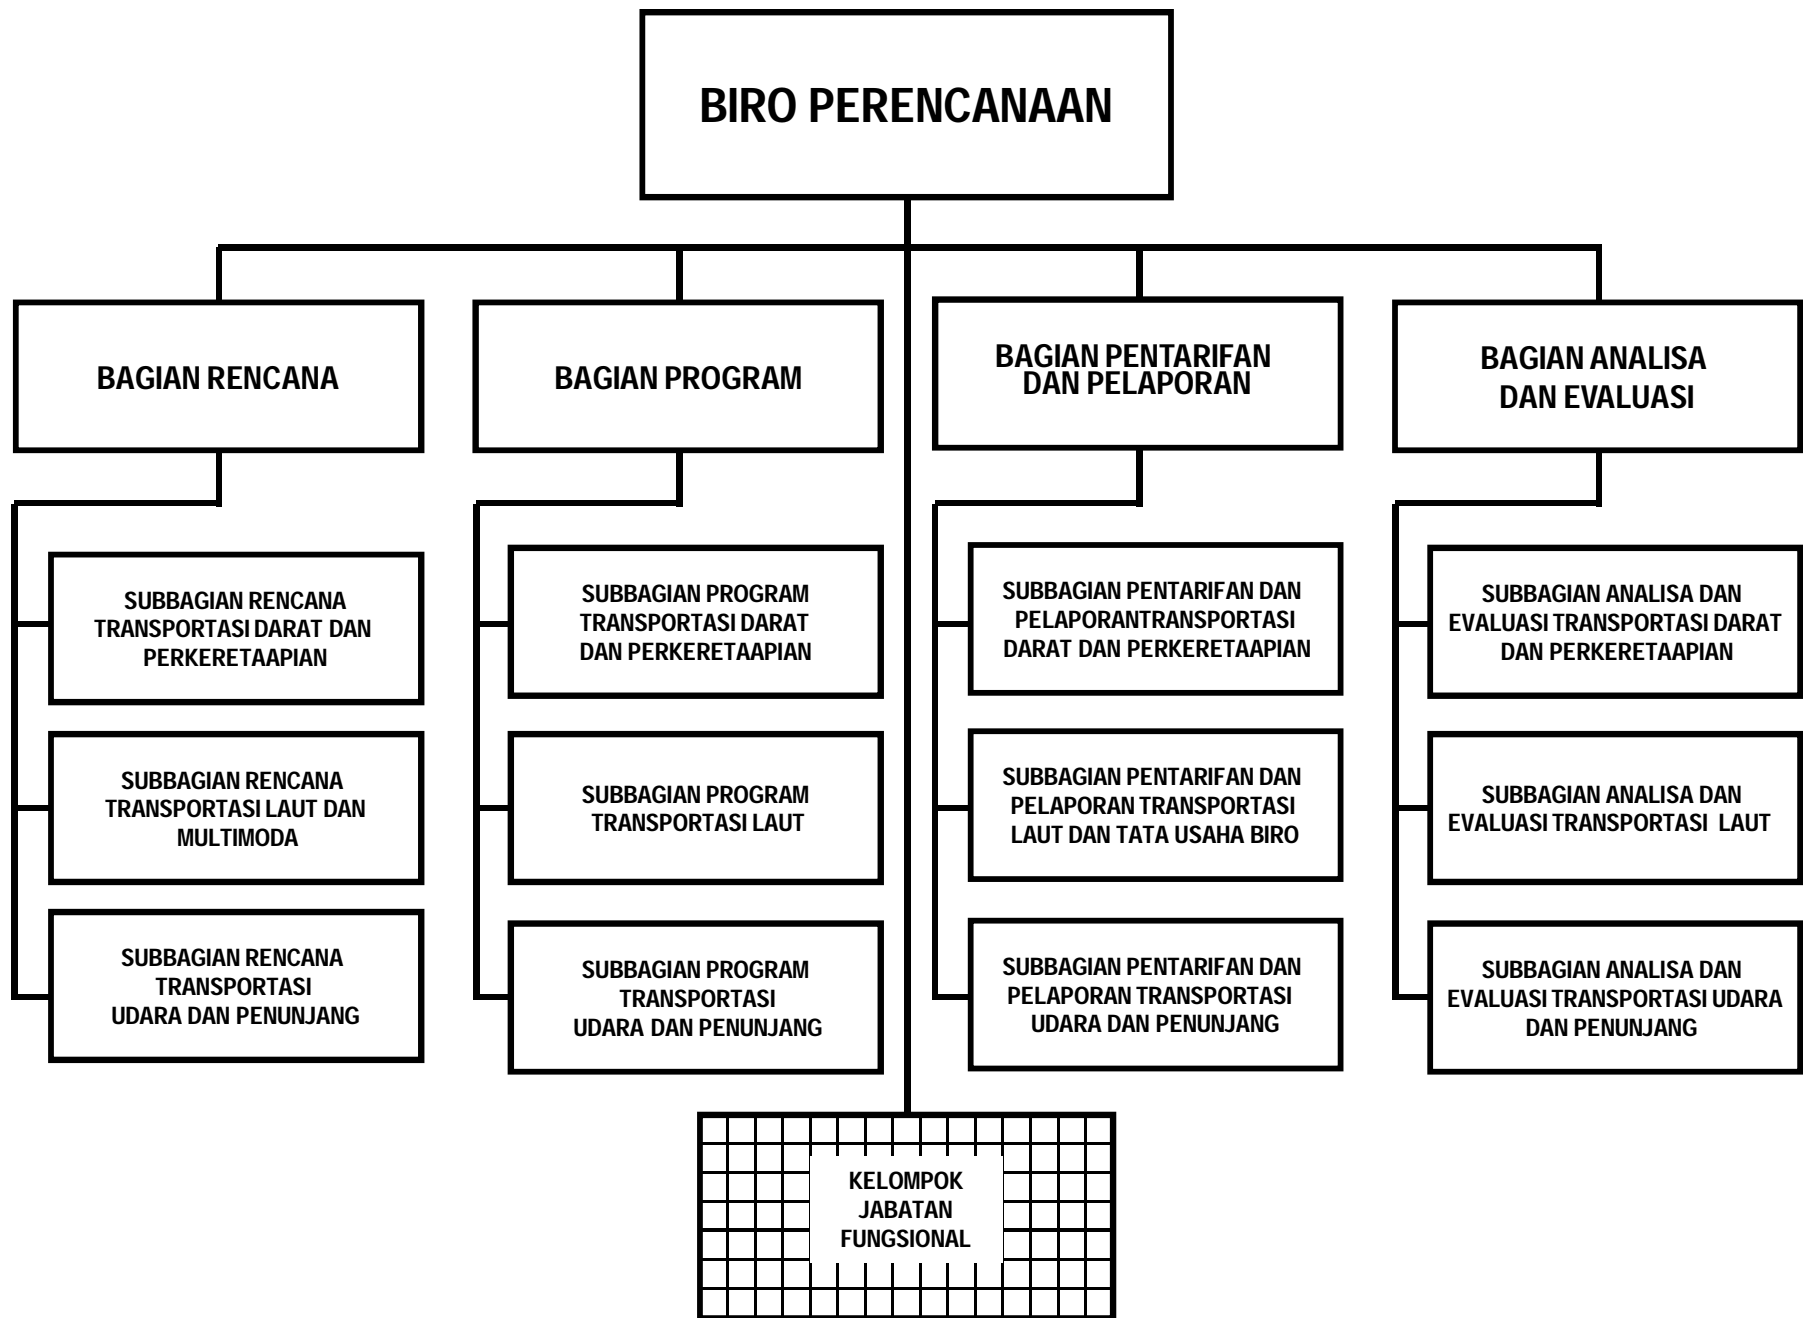 BIRO PERENCANAAN
BAGIAN RENCANA
BAGIAN PROGRAM
BAGIAN PENTARIFAN
DAN PELAPORAN
BAGIAN ANALISA
DAN EVALUASI
SUBBAGIAN RENCANA
TRANSPORTASI DARAT DAN
PERKERETAAPIAN
SUBBAGIAN PROGRAM
TRANSPORTASI DARAT
DAN PERKERETAAPIAN
SUBBAGIAN PENTARIFAN DAN
PELAPORANTRANSPORTASI
DARAT DAN PERKERETAAPIAN
SUBBAGIAN ANALISA DAN
EVALUASI TRANSPORTASI DARAT
DAN PERKERETAAPIAN
SUBBAGIAN RENCANA
TRANSPORTASI LAUT DAN
MULTIMODA
SUBBAGIAN PROGRAM
TRANSPORTASI LAUT
SUBBAGIAN PENTARIFAN DAN
PELAPORAN TRANSPORTASI
LAUT DAN TATA USAHA BIRO
SUBBAGIAN ANALISA DAN
EVALUASI TRANSPORTASI LAUT
SUBBAGIAN RENCANA
TRANSPORTASI
UDARA DAN PENUNJANG
SUBBAGIAN PROGRAM
TRANSPORTASI
UDARA DAN PENUNJANG
SUBBAGIAN PENTARIFAN DAN
PELAPORAN TRANSPORTASI
UDARA DAN PENUNJANG
SUBBAGIAN ANALISA DAN
EVALUASI TRANSPORTASI UDARA
DAN PENUNJANG
KELOMPOK
JABATAN
FUNGSIONAL